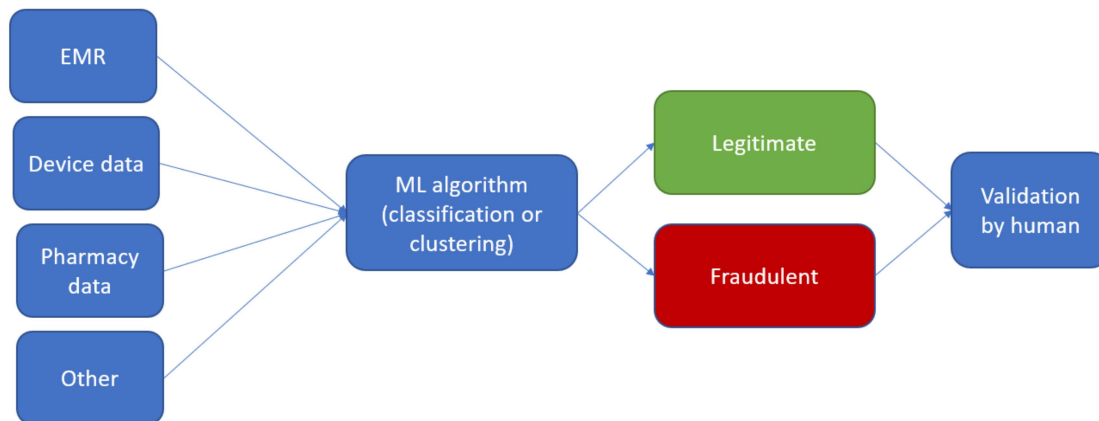 EMR
Device data
Pharmacy
data
Other
ML algorithm
(classification or
clustering)
Legitimate
Fraudulent
Validation
by human